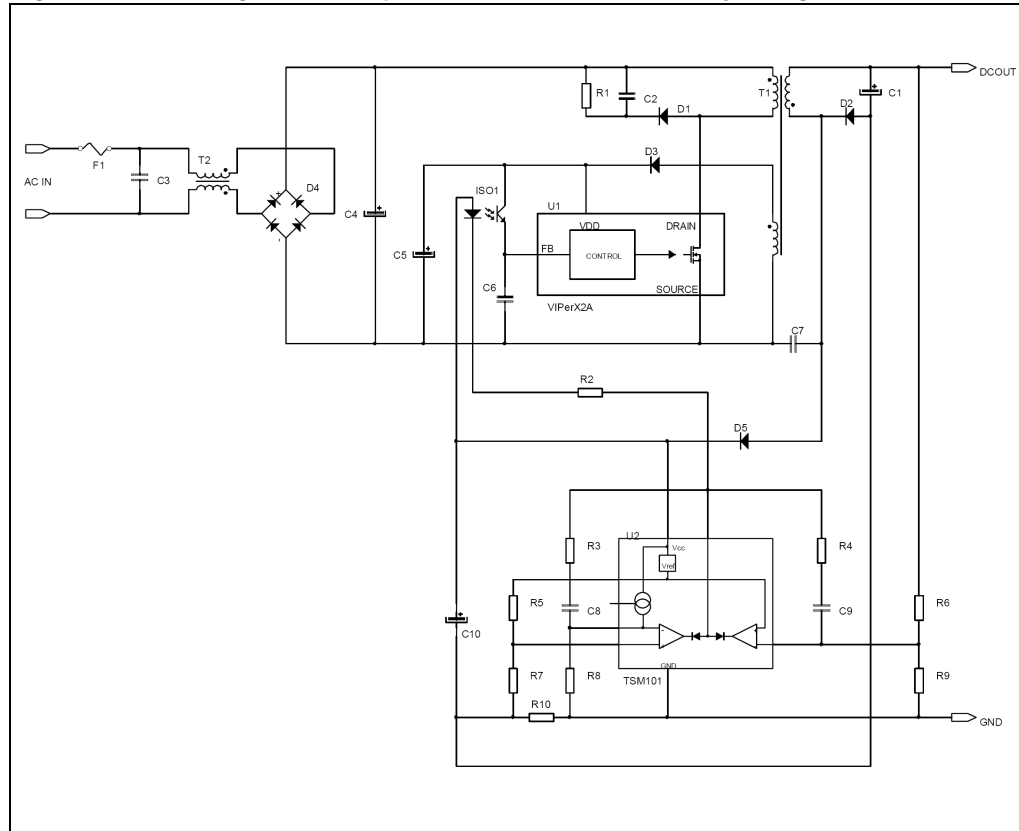 DCOUT
R1
C2
D1
T1
D2
C1
F1
T2
C3
AC IN
D4
+
-
C4
+
C5
+
ISO1
D3
U1
VDD
DRAIN
FB
CONTROL
SOURCE
C6
VIPerX2A
C7
R2
D5
U2
Vcc
Vref
R3
R4
R5
C8
C9
R6
C10
+
-
+
R7
R8
GND
TSM101
R9
R10
GND